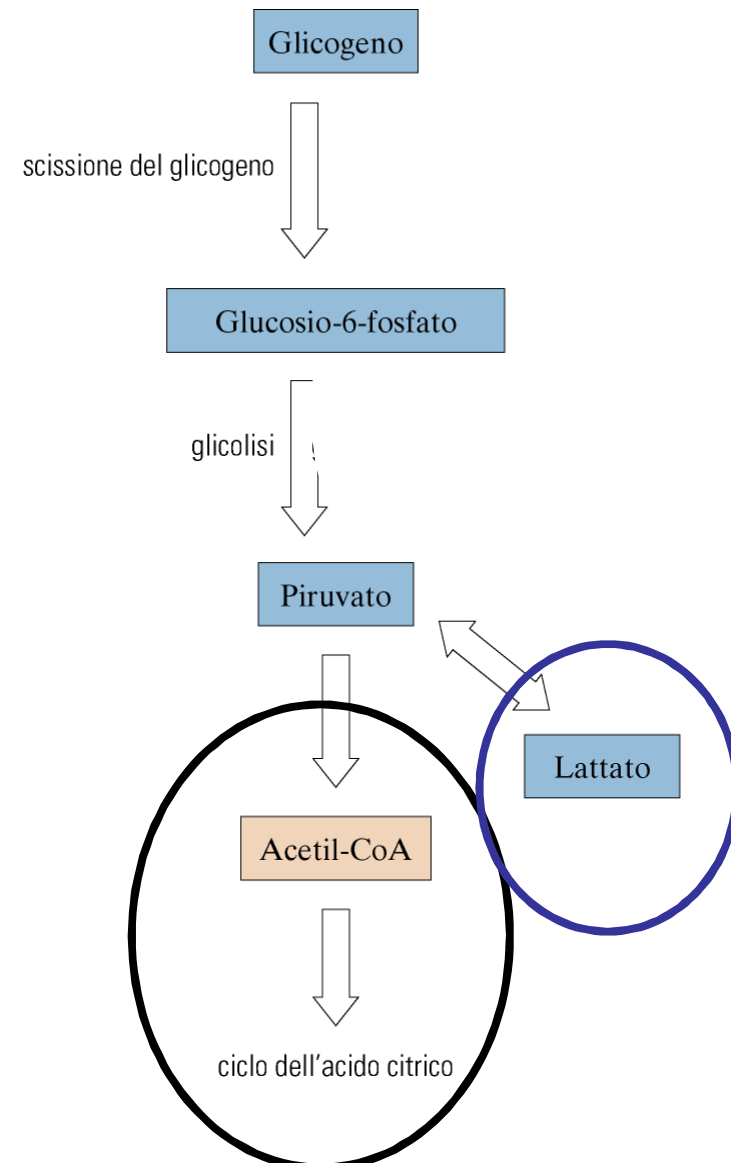 Glicogeno
scissione del glicogeno
Glucosio-6-fosfato
glicolisi
Piruvato
Lattato
Acetil-CoA
ciclo dell'acido citrico